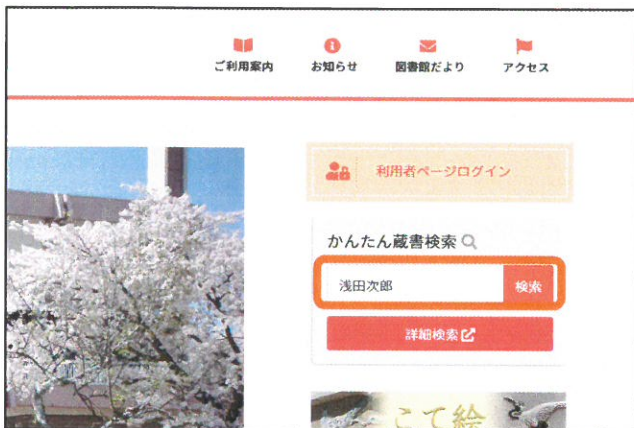 ご利用案内 お知らせ 図書館だより アクセス
利用者ページログイン
かんたん蔵書検索
浅田次郎 検索
詳細検索
こて絵